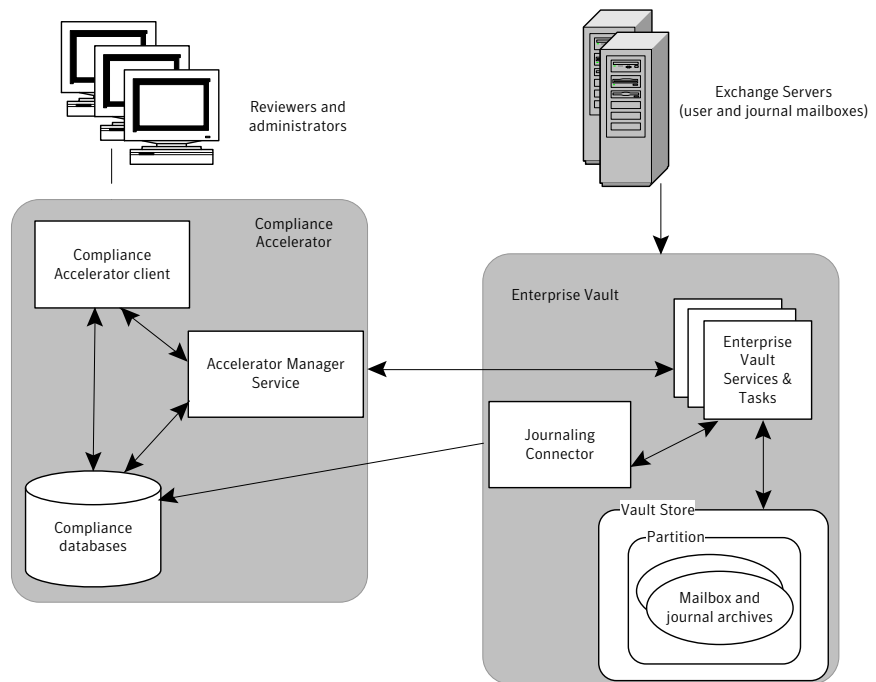 Reviewers and
administrators
Exchange Servers
(user and journal mailboxes)
Compliance
Accelerator
Compliance
Accelerator client
Accelerator Manager
Service
Compliance
databases
Enterprise Vault
Enterprise
Vault
Services &
Tasks
Journaling
Connector
Vault Store
Partition
Mailbox and
journal archives